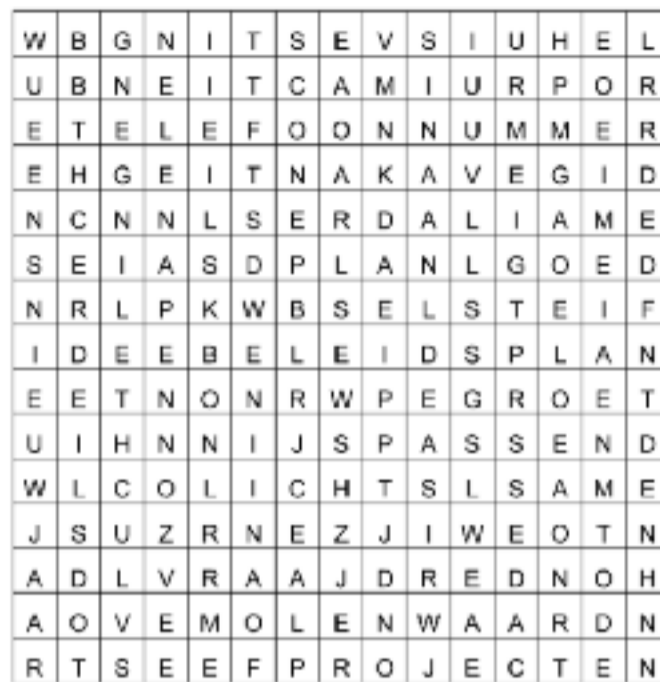 W B G N I T S E V S I U H E L
U B N E I T C A M I U R P O R
E T E L E F O O N N U M M E R
E H G E I T N A K A V E G I D
N C N N L S E R D A L I A M E
S E I A S D P L A N L G O E D
N R L P K W B S E L S T E I F
I D E E B E L E I D S P L A N
E E T N O N R W P E G R O E T
U I H N N I J S P A S S E N D
W L C O L I C H T S L S A M E
J S U Z R N E Z J I W E O T N
A D L V R A A J D R E D N O H
A O V E M O L E N W A A R D N
R T S E E F P R O J E C T E N